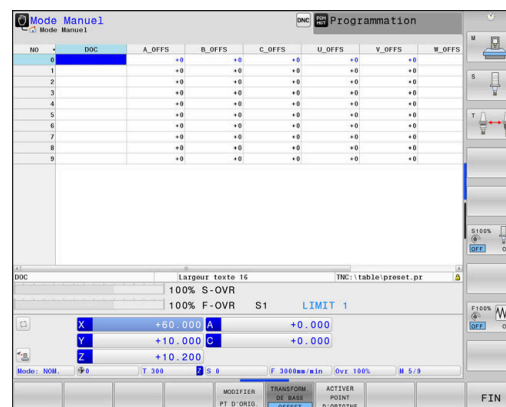 Mode Manuel
Mode Manuel
DNC
Programmation
NO DOC A_OFFS B_OFFS C_OFFS U_OFFS V_OFFS W_OFFS
0 +0 +0 +0 +0 +0
1 +0 +0 +0 +0 +0
2 +0 +0 +0 +0 +0
3 +0 +0 +0 +0 +0
4 +0 +0 +0 +0 +0
5 +0 +0 +0 +0 +0
6 +0 +0 +0 +0 +0
7 +0 +0 +0 +0 +0
8 +0 +0 +0 +0 +0
9 +0 +0 +0 +0 +0
DOC Largeur texte 16 TNC:\table\preset.pr
100% S-OVR
100% F-OVR S1 LIMIT 1
X +60.000 A +0.000
Y +10.000 C +0.000
Z +10.200
Mode: NOM. 0 T 300 Z S 0 F 3000mm/min Ovr 100% M 5/9
M
S
T
S100%
OFF
F100%
OFF
MODIFIER
PT D'ORIG.
TRANSFORM.
DE BASE
OFFSET
ACTIVER
POINT
D'ORIGINE
FIN